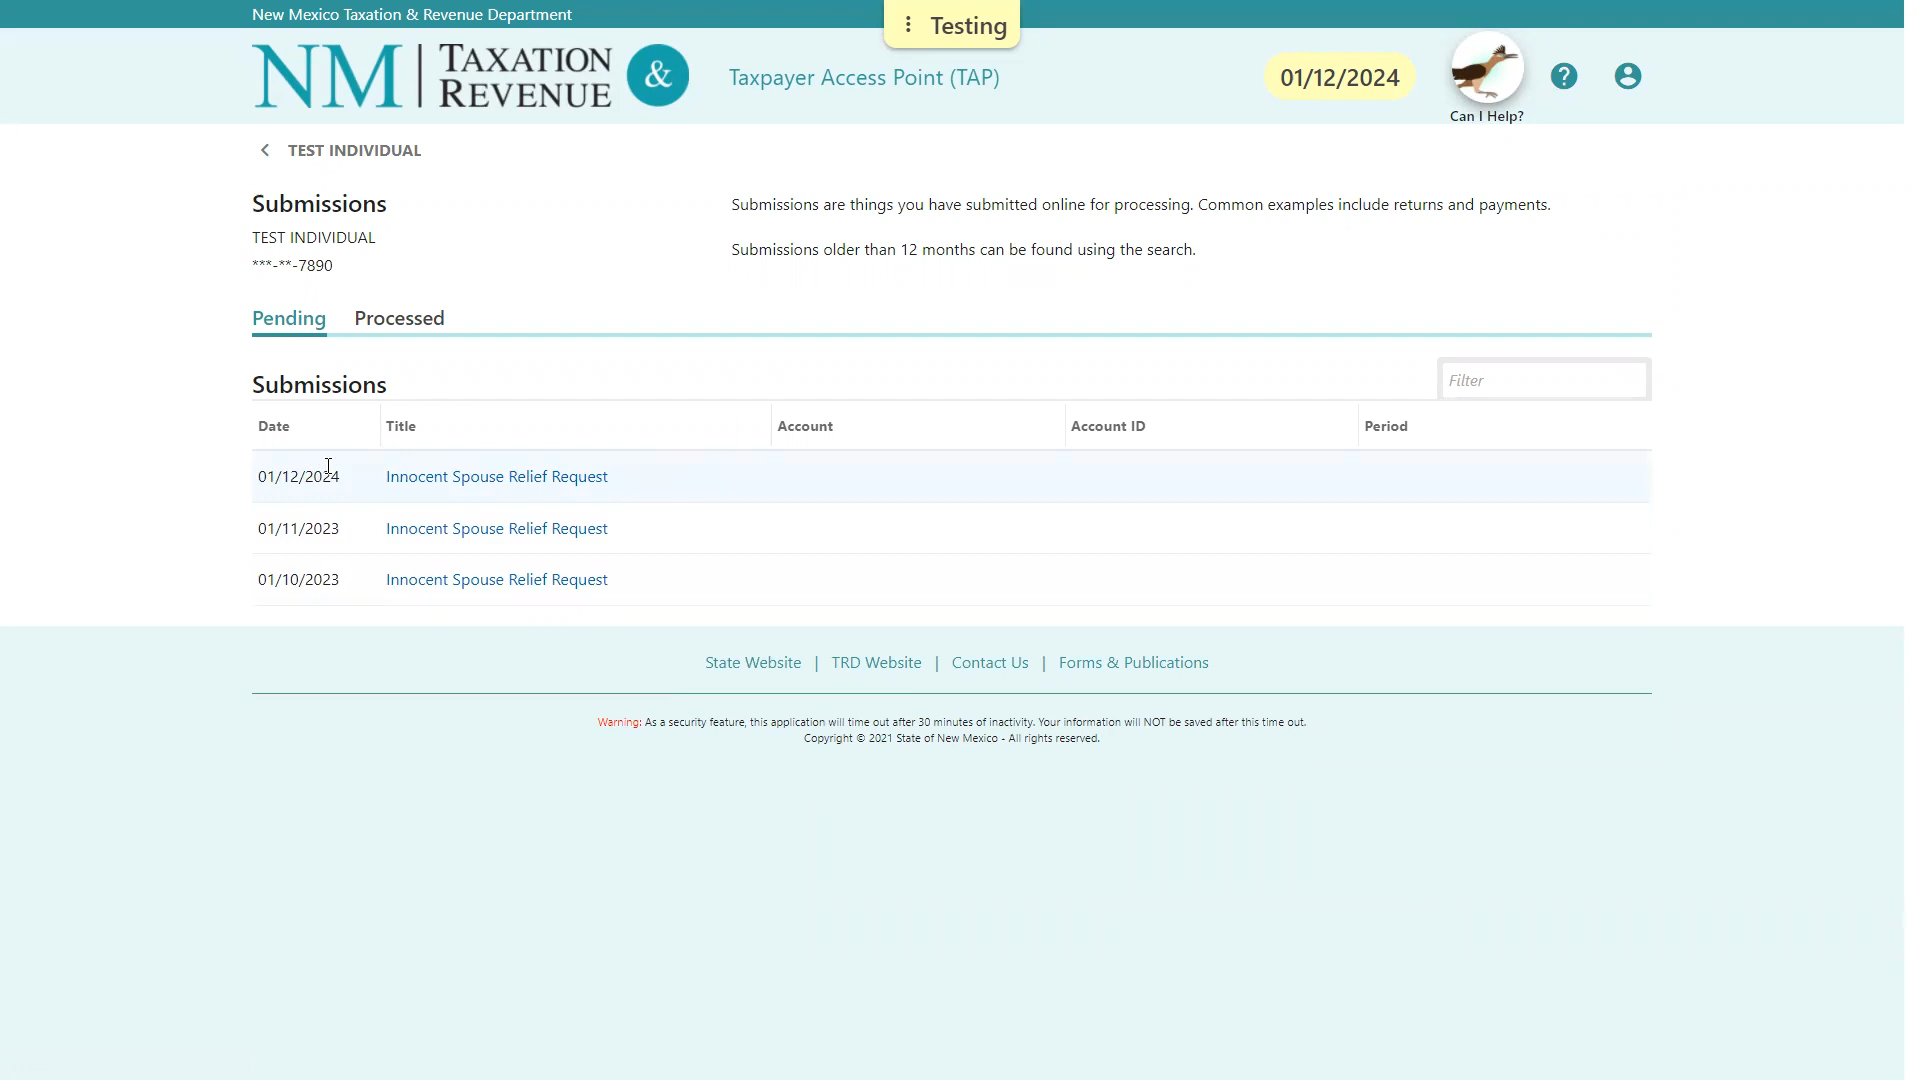 New Mexico Taxation & Revenue Department
Testing
NM TAXATION & REVENUE
Taxpayer Access Point (TAP)
01/12/2024
Can I Help?
TEST INDIVIDUAL
Submissions
TEST INDIVIDUAL
***-**-7890
Submissions are things you have submitted online for processing. Common examples include returns and payments.
Submissions older than 12 months can be found using the search.
Pending Processed
Submissions
Filter
Date Title Account Account ID Period
01/12/2024 Innocent Spouse Relief Request
01/11/2023 Innocent Spouse Relief Request
01/10/2023 Innocent Spouse Relief Request
State Website | TRD Website | Contact Us | Forms & Publications
Warning: As a security feature, this application will time out after 30 minutes of inactivity. Your information will NOT be saved after this time out.
Copyright © 2021 State of New Mexico - All rights reserved.